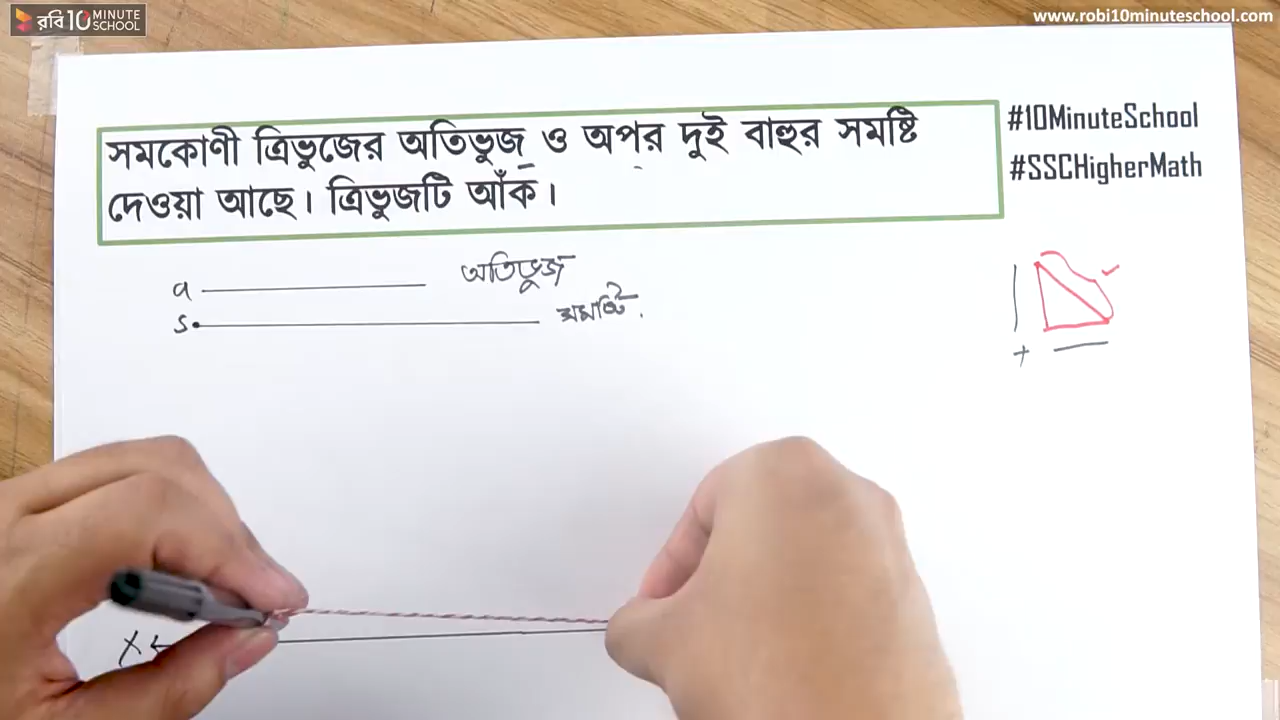 রবি 10 MINUTE SCHOOL
www.robi10minuteschool.com
সমকোণী ত্রিভুজের অতিভুজ ও অপর দুই বাহুর সমষ্টি
দেওয়া আছে। ত্রিভুজটি আঁক।
#10MinuteSchool
#SSCHigherMath
a অতিভুজ
s সমষ্টি
+
X